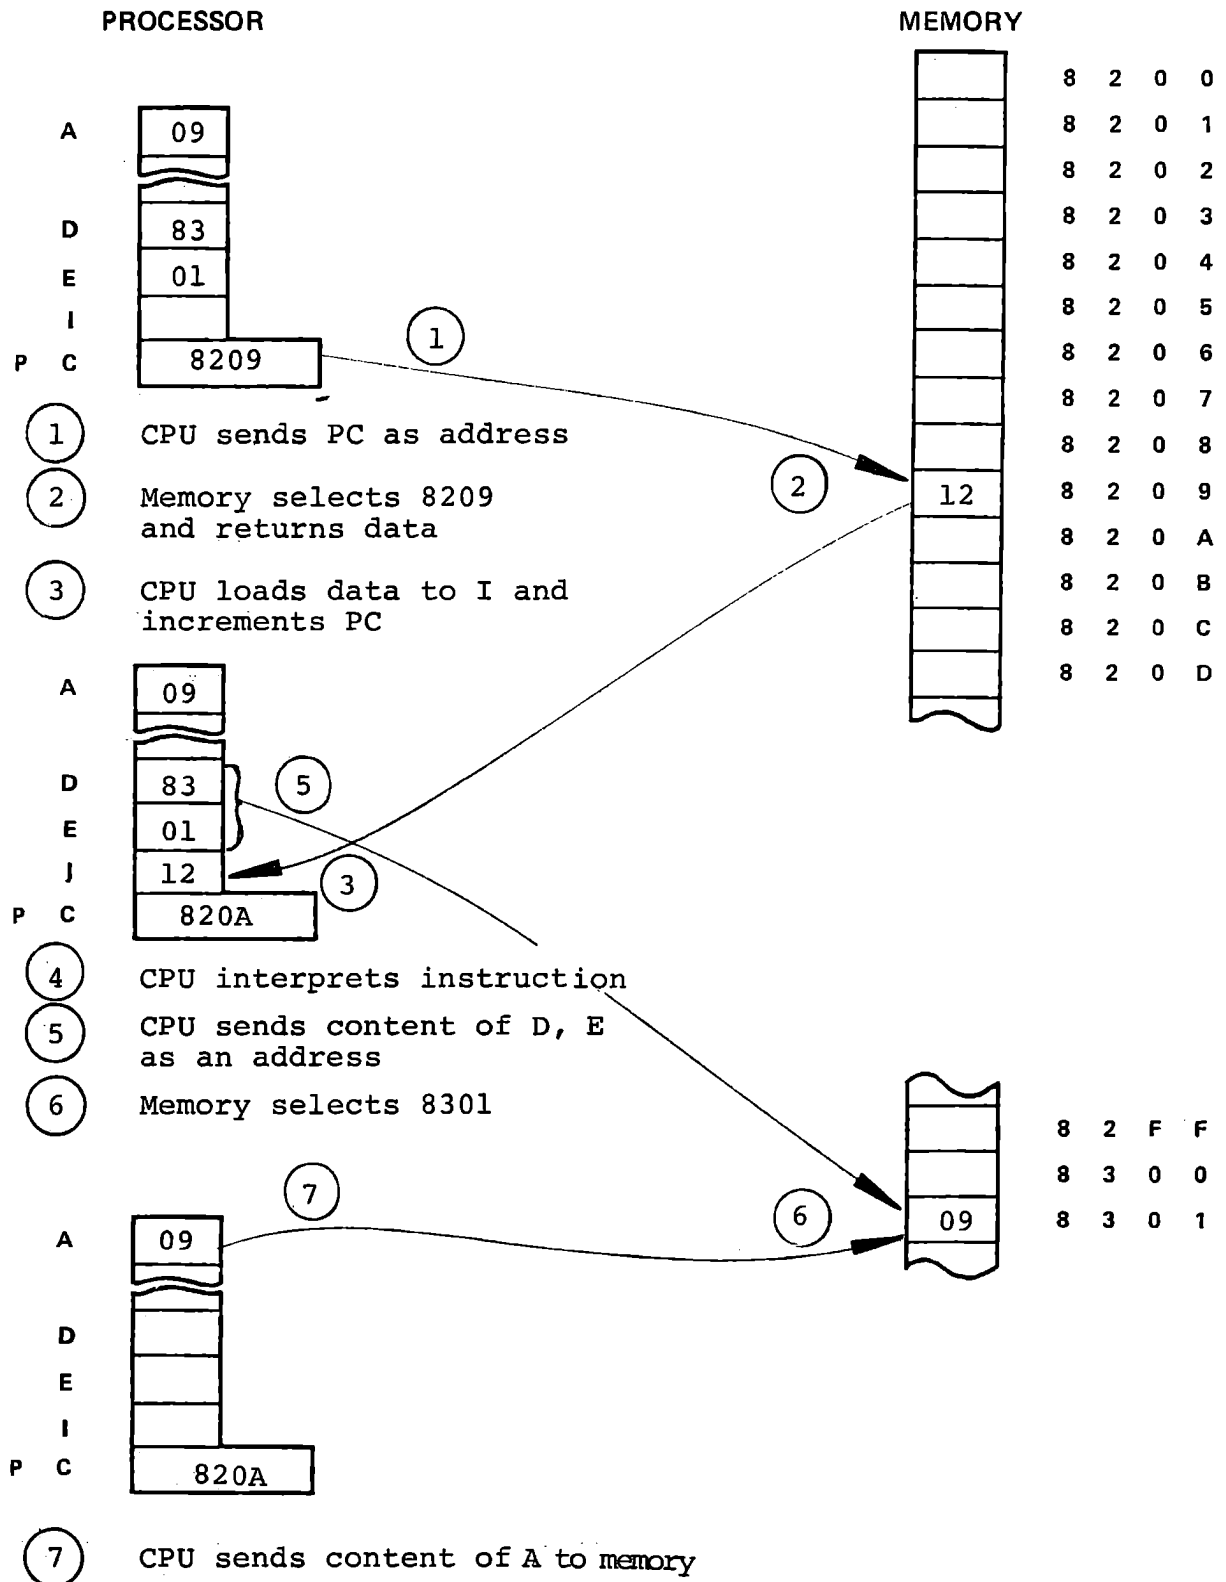 PROCESSOR
MEMORY
A 09
D 83
E 01
I
P C 8209
1
2
8 2 0 0
8 2 0 1
8 2 0 2
8 2 0 3
8 2 0 4
8 2 0 5
8 2 0 6
8 2 0 7
8 2 0 8
12 8 2 0 9
8 2 0 A
8 2 0 B
8 2 0 C
8 2 0 D
1 CPU sends PC as address
2 Memory selects 8209
and returns data
3 CPU loads data to I and
increments PC
A 09
D 83
E 01
J 12
P C 820A
5
3
4 CPU interprets instruction
5 CPU sends content of D, E
as an address
6 Memory selects 8301
8 2 F F
8 3 0 0
09 8 3 0 1
7
6
A 09
D
E
I
P C 820A
7 CPU sends content of A to memory